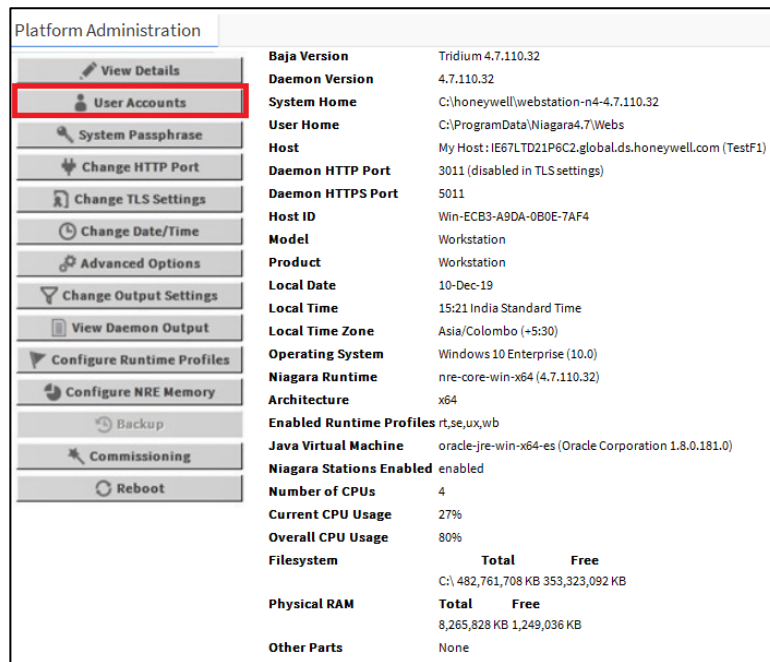 Platform Administration
View Details
User Accounts
System Passphrase
Change HTTP Port
Change TLS Settings
Change Date/Time
Advanced Options
Change Output Settings
View Daemon Output
Configure Runtime Profiles
Configure NRE Memory
Backup
Commissioning
Reboot
Baja Version Tridium 4.7.110.32
Daemon Version 4.7.110.32
System Home C:\honeywell\webstation-n4-4.7.110.32
User Home C:\ProgramData\Niagara4.7\Webs
Host My Host : IE67LTD21P6C2.global.ds.honeywell.com (TestF1)
Daemon HTTP Port 3011 (disabled in TLS settings)
Daemon HTTPS Port 5011
Host ID Win-ECB3-A9DA-0B0E-7AF4
Model Workstation
Product Workstation
Local Date 10-Dec-19
Local Time 15:21 India Standard Time
Local Time Zone Asia/Colombo (+5:30)
Operating System Windows 10 Enterprise (10.0)
Niagara Runtime nre-core-win-x64 (4.7.110.32)
Architecture x64
Enabled Runtime Profiles rt,se,ux,wb
Java Virtual Machine oracle-jre-win-x64-es (Oracle Corporation 1.8.0.181.0)
Niagara Stations Enabled enabled
Number of CPUs 4
Current CPU Usage 27%
Overall CPU Usage 80%
Filesystem Total Free
C:\ 482,761,708 KB 353,323,092 KB
Physical RAM Total Free
8,265,828 KB 1,249,036 KB
Other Parts None